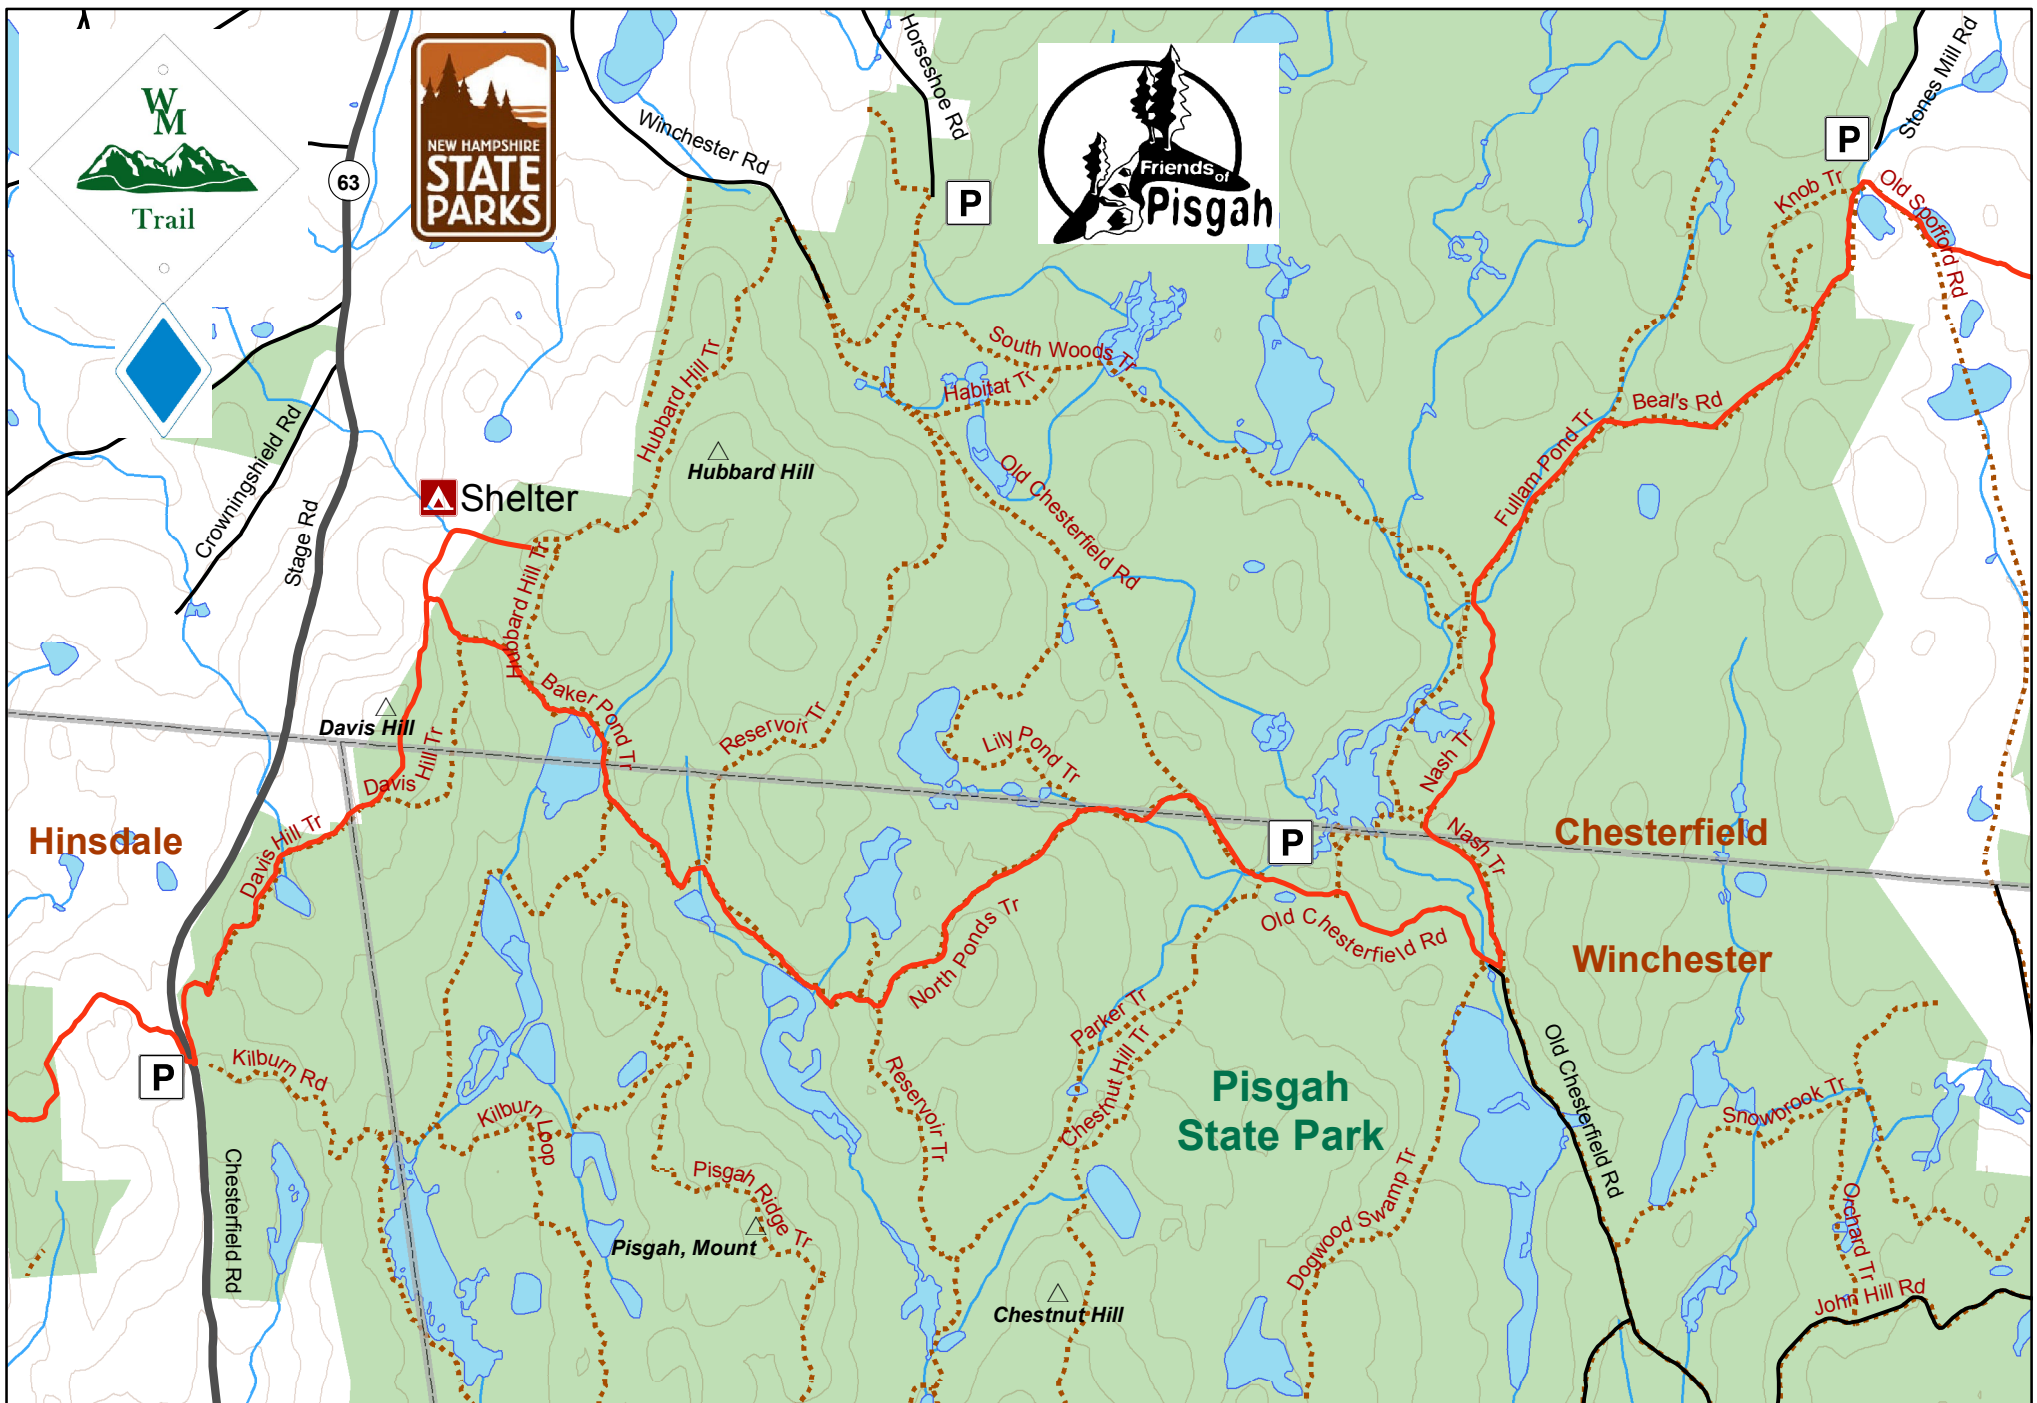 W
M
Trail
NEW HAMPSHIRE
STATE
PARKS
Friends of
Pisgah
63
Horseshoe Rd
Winchester Rd
P
P
Stones Mill Rd
Knob Tr
Old Spofford Rd
South Woods Tr
Habitat Tr
Hubbard Hill Tr
Beal's Rd
Fullam Pond Tr
Crowningshield Rd
Stage Rd
Shelter
Hubbard Hill
Old Chesterfield Rd
Hubbard Hill Tr
Baker Pond Tr
Davis Hill
Davis Hill Tr
Reservoir Tr
Lily Pond Tr
Nash Tr
Nash Tr
Hinsdale
Davis Hill Tr
P
Chesterfield
Winchester
North Ponds Tr
Old Chesterfield Rd
P
Kilburn Rd
Kilburn Loop
Parker Tr
Chestnut Hill Tr
Reservoir Tr
Pisgah
State Park
Old Chesterfield Rd
Snowbrook Tr
Orchard Tr
John Hill Rd
Chesterfield Rd
Pisgah Ridge Tr
Pisgah, Mount
Dogwood Swamp Tr
Chestnut Hill